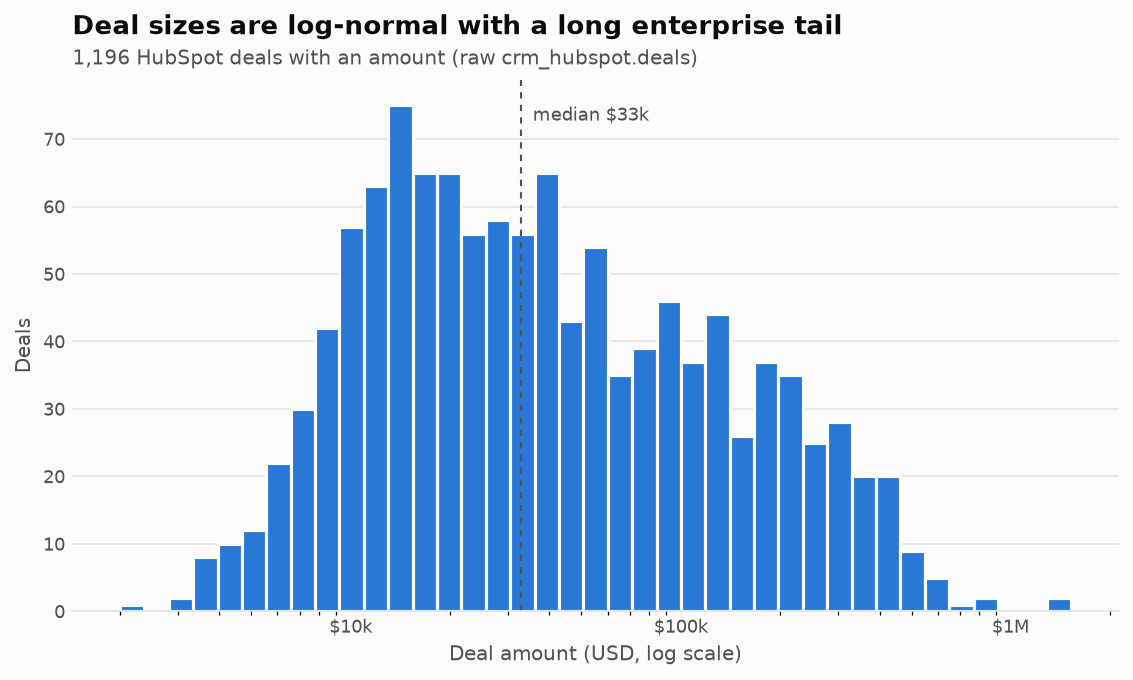 Deal sizes are log-normal with a long enterprise tail
1,196 HubSpot deals with an amount (raw crm_hubspot.deals)
median $33k
70
60
50
40
30
20
10
0
Deals
$10k
$100k
$1M
Deal amount (USD, log scale)